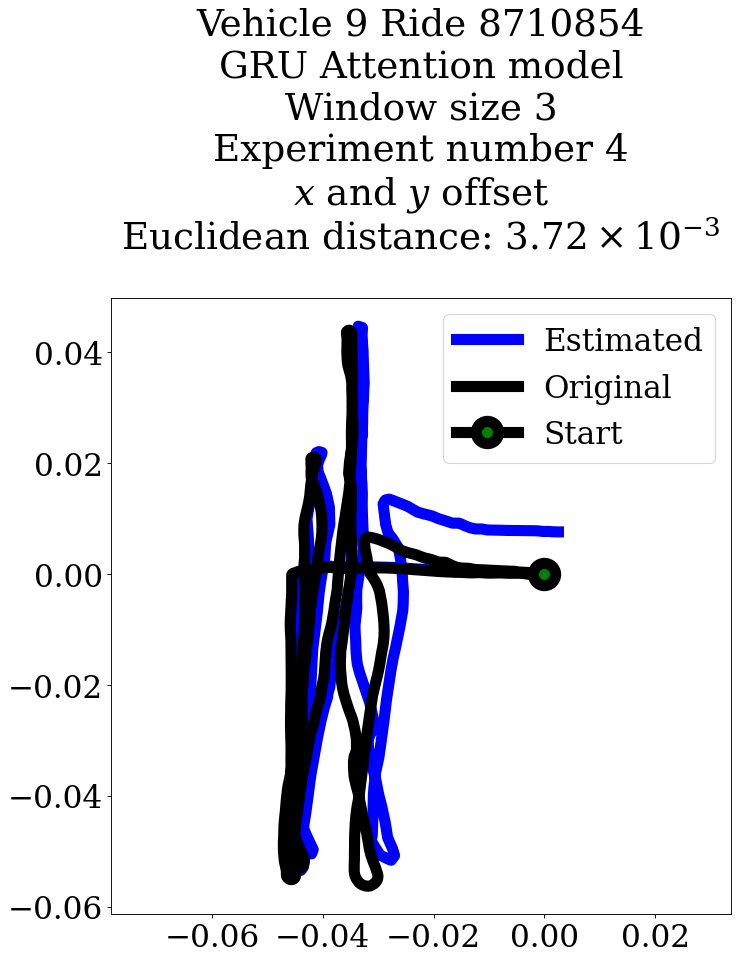 Vehicle 9 Ride 8710854
GRU Attention model
Window size 3
Experiment number 4
x and y offset
Euclidean distance: 3.72 × 10⁻³
Estimated
Original
Start
0.04
0.02
0.00
−0.02
−0.04
−0.06
−0.06 −0.04 −0.02 0.00 0.02